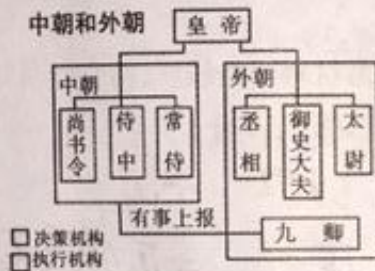 中朝和外朝
皇帝
中朝
外朝
尚书令
侍中
常侍
丞相
御史大夫
太尉
有事上报
九卿
决策机构
执行机构